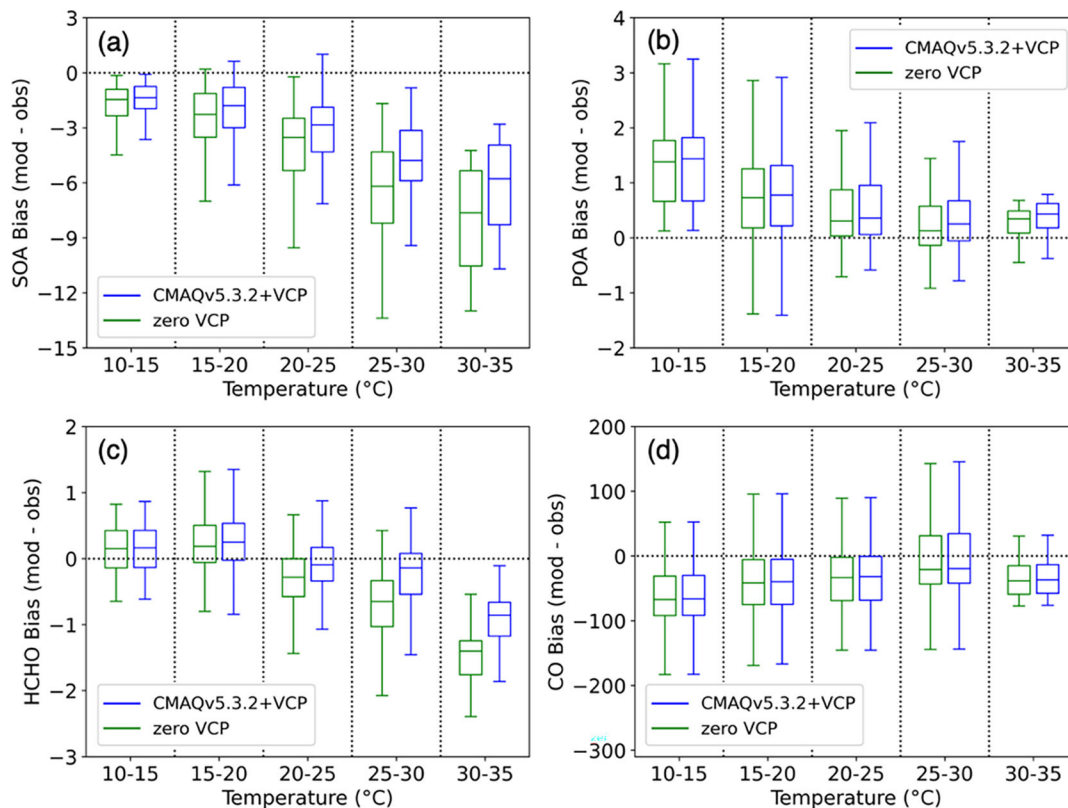 (a)
3
0
−3
−6
−9
−12
−15
SOA Bias (mod - obs)
CMAQv5.3.2+VCP
zero VCP
10-15 15-20 20-25 25-30 30-35
Temperature (°C)
(b)
4
3
2
1
0
−1
−2
POA Bias (mod - obs)
CMAQv5.3.2+VCP
zero VCP
10-15 15-20 20-25 25-30 30-35
Temperature (°C)
(c)
2
1
0
−1
−2
−3
HCHO Bias (mod - obs)
CMAQv5.3.2+VCP
zero VCP
10-15 15-20 20-25 25-30 30-35
Temperature (°C)
(d)
200
100
0
−100
−200
−300
CO Bias (mod - obs)
CMAQv5.3.2+VCP
zero VCP
10-15 15-20 20-25 25-30 30-35
Temperature (°C)